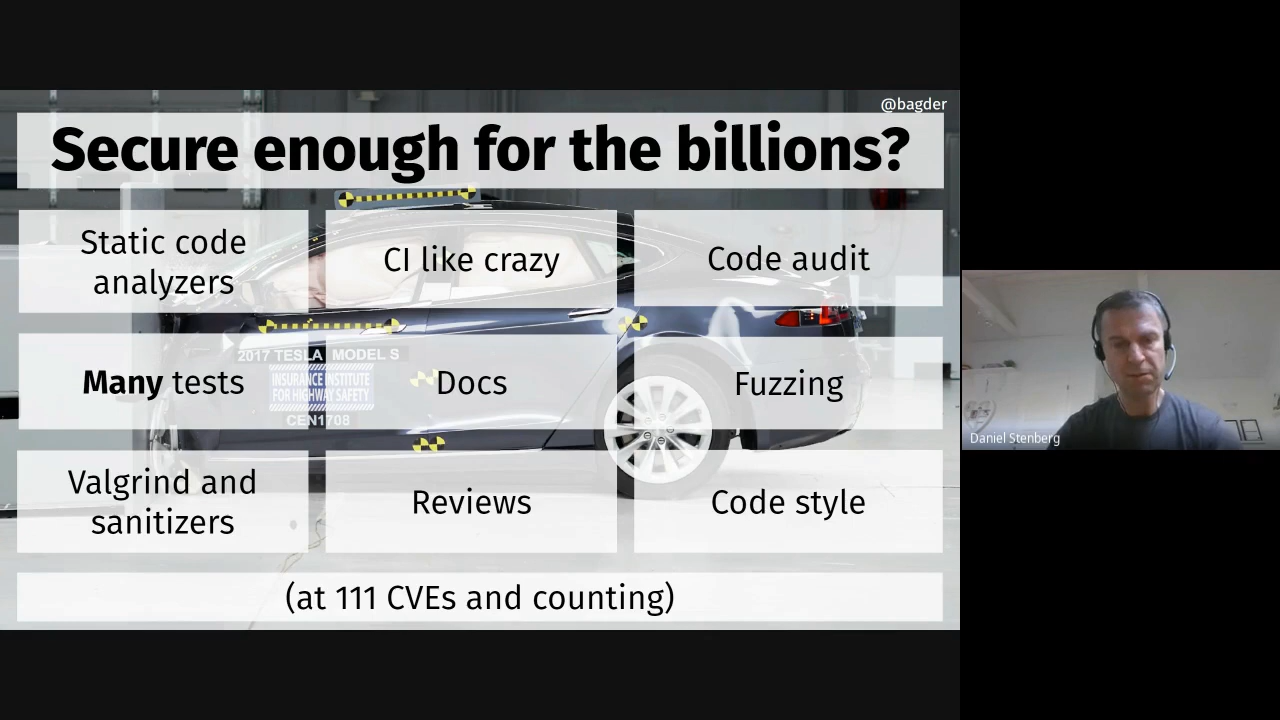 @bagder
Secure enough for the billions?
Static code
analyzers
CI like crazy
Code audit
Many tests
Docs
Fuzzing
Valgrind and
sanitizers
Reviews
Code style
(at 111 CVEs and counting)
2017 TESLA MODEL S
INSURANCE INSTITUTE
FOR HIGHWAY SAFETY
CEN1708
Daniel Stenberg